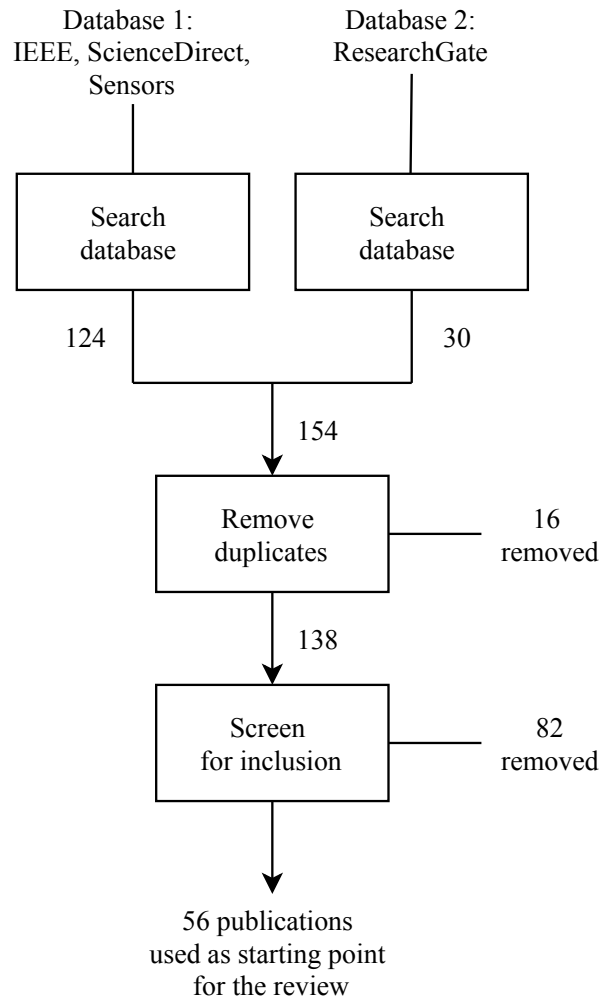 Database 1:
IEEE, ScienceDirect,
Sensors
Database 2:
ResearchGate
Search
database
Search
database
124
30
154
Remove
duplicates
16
removed
138
Screen
for inclusion
82
removed
56 publications
used as starting point
for the review